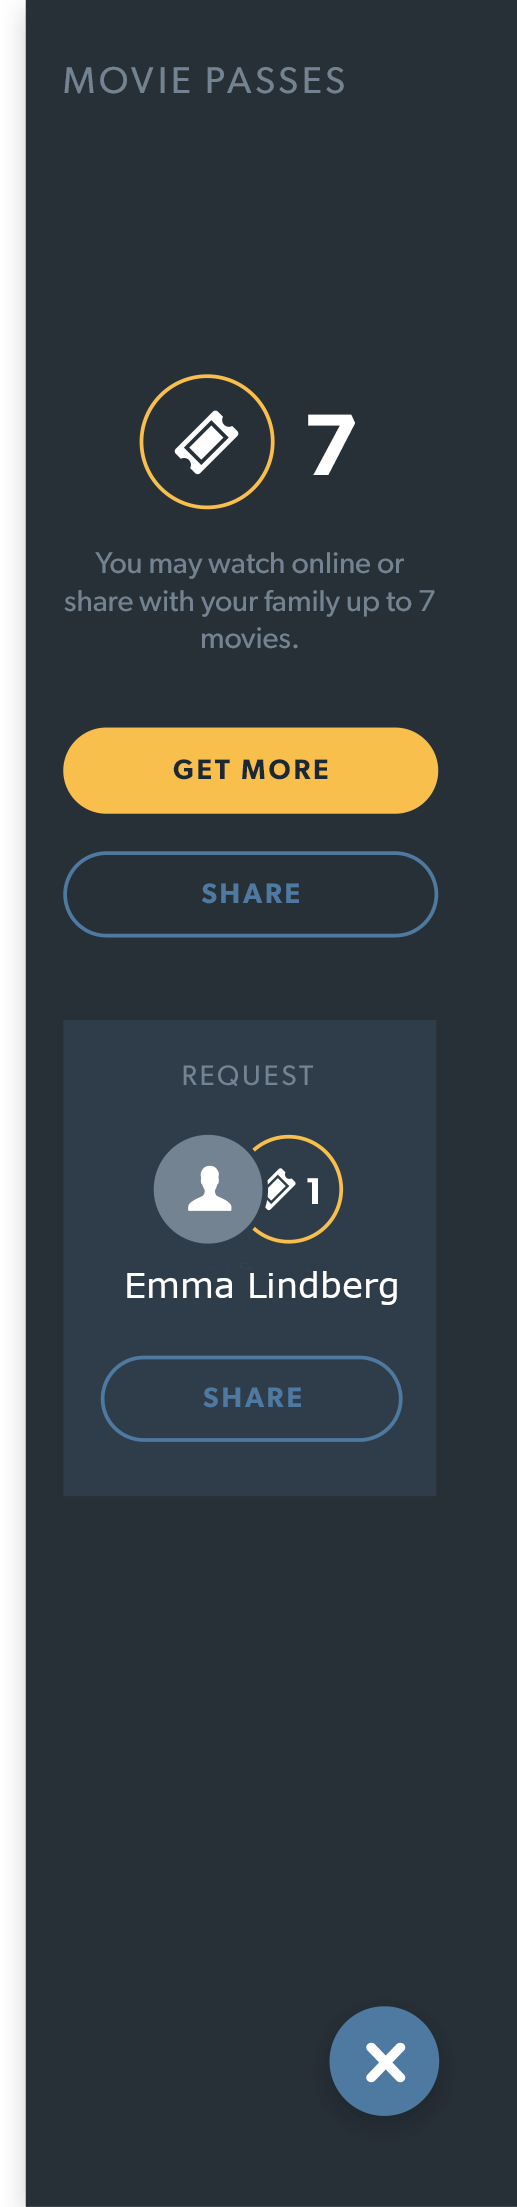 MOVIE PASSES
7
You may watch online or
share with your family up to 7
movies.
GET MORE
SHARE
REQUEST
1
Emma Lindberg
SHARE